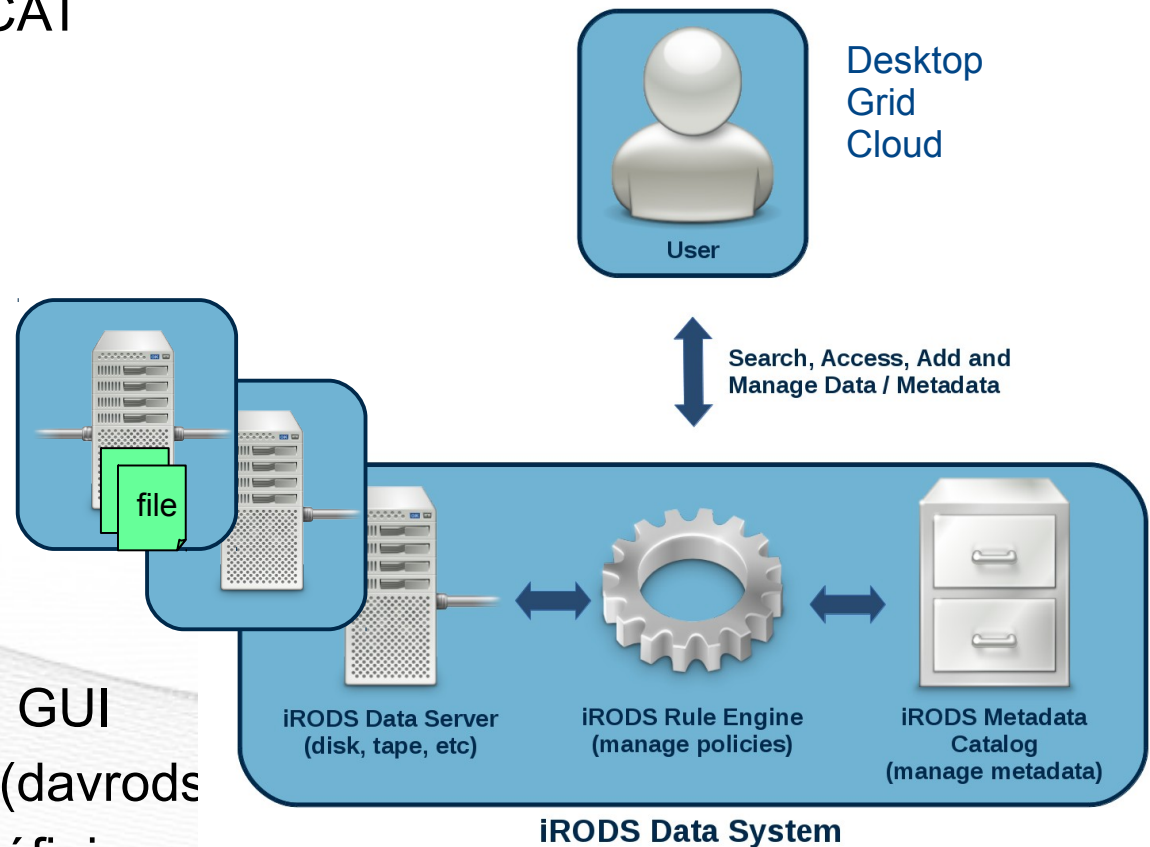 CAT
Desktop
Grid
Cloud
User
Search, Access, Add and
Manage Data / Metadata
file
GUI
iRODS Data Server
(disk, tape, etc)
iRODS Rule Engine
(manage policies)
iRODS Metadata
Catalog
(manage metadata)
(davrods
iRODS Data System